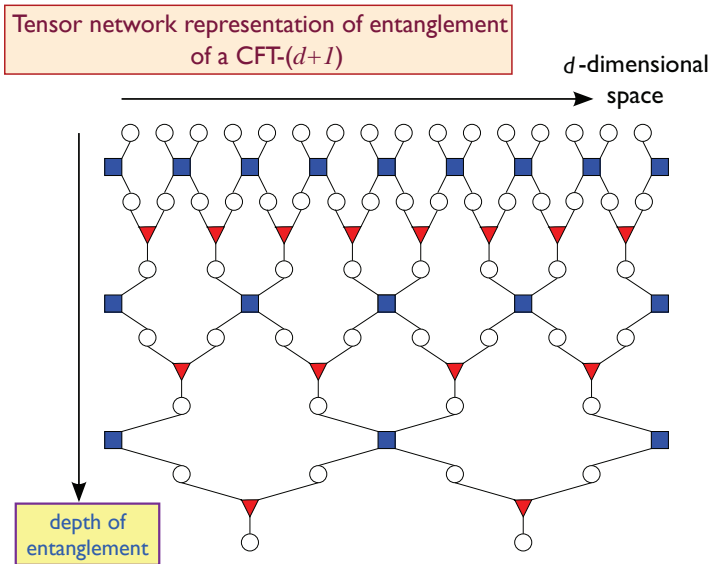 Tensor network representation of entanglement
of a CFT-(d+1)
d-dimensional
space
depth of
entanglement